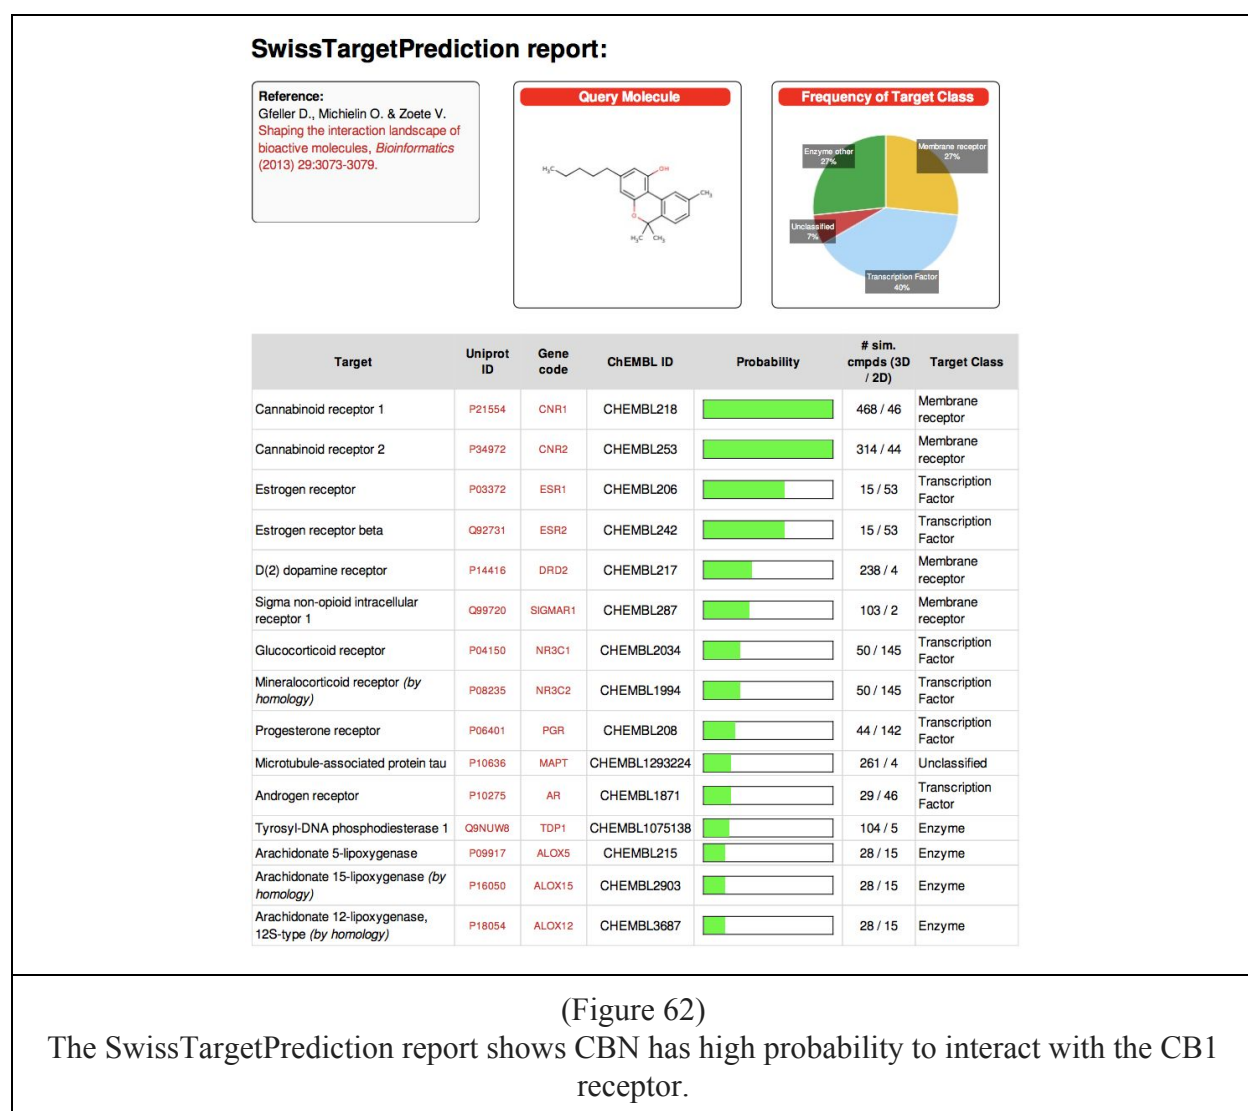 SwissTargetPrediction report:
Reference:
Gfeller D., Michielin O. & Zoete V.
Shaping the interaction landscape of
bioactive molecules, Bioinformatics
(2013) 29:3073-3079.
Query Molecule
H₃C
OH
CH₃
O
H₃C
CH₃
Frequency of Target Class
Enzyme other
27%
Membrane receptor
27%
Unclassified
7%
Transcription Factor
40%
Target Uniprot ID Gene code ChEMBL ID Probability # sim. cmpds (3D / 2D) Target Class
Cannabinoid receptor 1 P21554 CNR1 CHEMBL218 468 / 46 Membrane receptor
Cannabinoid receptor 2 P34972 CNR2 CHEMBL253 314 / 44 Membrane receptor
Estrogen receptor P03372 ESR1 CHEMBL206 15 / 53 Transcription Factor
Estrogen receptor beta Q92731 ESR2 CHEMBL242 15 / 53 Transcription Factor
D(2) dopamine receptor P14416 DRD2 CHEMBL217 238 / 4 Membrane receptor
Sigma non-opioid intracellular receptor 1 Q99720 SIGMAR1 CHEMBL287 103 / 2 Membrane receptor
Glucocorticoid receptor P04150 NR3C1 CHEMBL2034 50 / 145 Transcription Factor
Mineralocorticoid receptor (by homology) P08235 NR3C2 CHEMBL1994 50 / 145 Transcription Factor
Progesterone receptor P06401 PGR CHEMBL208 44 / 142 Transcription Factor
Microtubule-associated protein tau P10636 MAPT CHEMBL1293224 261 / 4 Unclassified
Androgen receptor P10275 AR CHEMBL1871 29 / 46 Transcription Factor
Tyrosyl-DNA phosphodiesterase 1 Q9NUW8 TDP1 CHEMBL1075138 104 / 5 Enzyme
Arachidonate 5-lipoxygenase P09917 ALOX5 CHEMBL215 28 / 15 Enzyme
Arachidonate 15-lipoxygenase (by homology) P16050 ALOX15 CHEMBL2903 28 / 15 Enzyme
Arachidonate 12-lipoxygenase, 12S-type (by homology) P18054 ALOX12 CHEMBL3687 28 / 15 Enzyme
(Figure 62)
The SwissTargetPrediction report shows CBN has high probability to interact with the CB1
receptor.